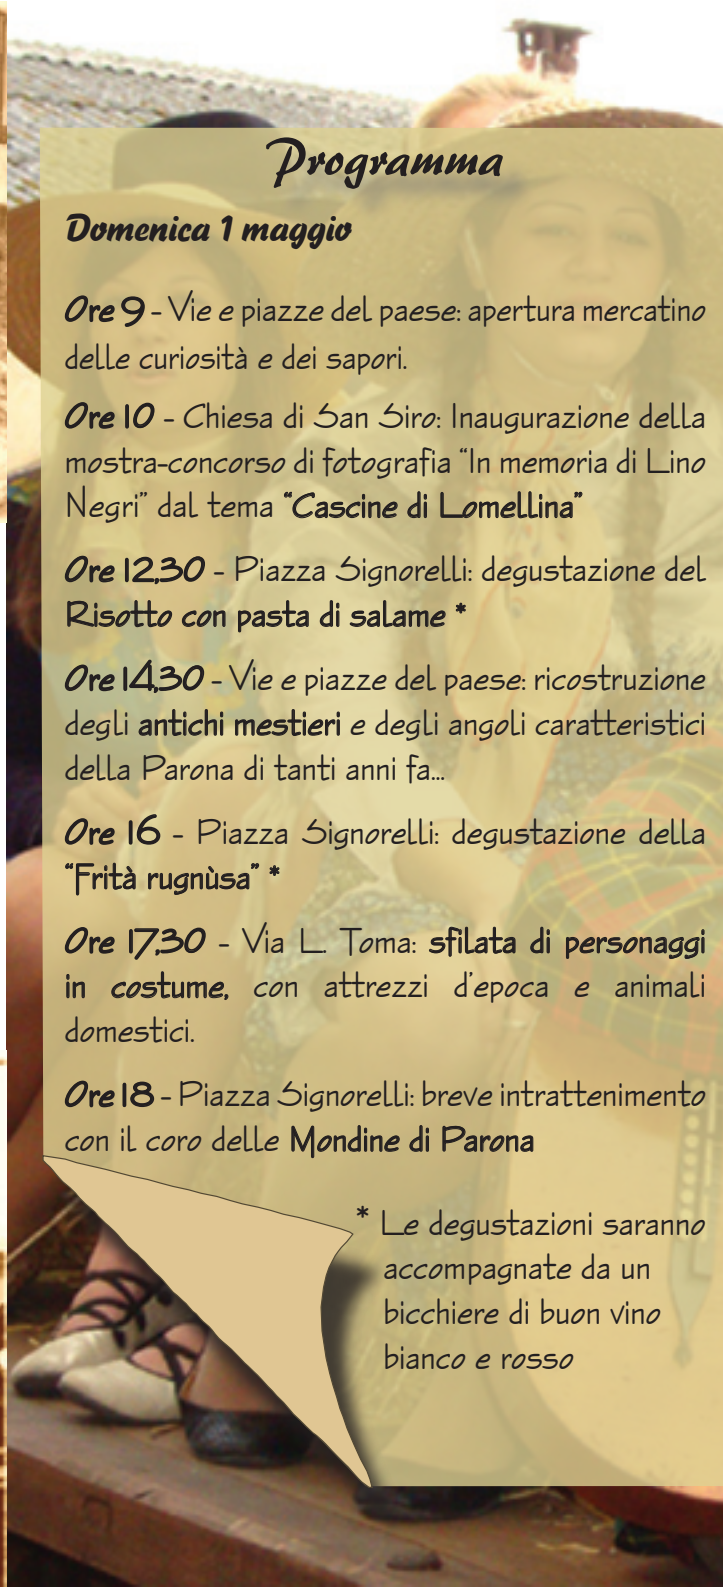 Programma
Domenica 1 maggio
Ore 9 - Vie e piazze del paese: apertura mercatino
delle curiosità e dei sapori.
Ore 10 - Chiesa di San Siro: Inaugurazione della
mostra-concorso di fotografia “In memoria di Lino
Negri” dal tema “Cascine di Lomellina”
Ore 12,30 - Piazza Signorelli: degustazione del
Risotto con pasta di salame *
Ore 14,30 - Vie e piazze del paese: ricostruzione
degli antichi mestieri e degli angoli caratteristici
della Parona di tanti anni fa...
Ore 16 - Piazza Signorelli: degustazione della
“Frità rugnùsa” *
Ore 17,30 - Via L. Toma: sfilata di personaggi
in costume, con attrezzi d'epoca e animali
domestici.
Ore 18 - Piazza Signorelli: breve intrattenimento
con il coro delle Mondine di Parona
* Le degustazioni saranno
accompagnate da un
bicchiere di buon vino
bianco e rosso